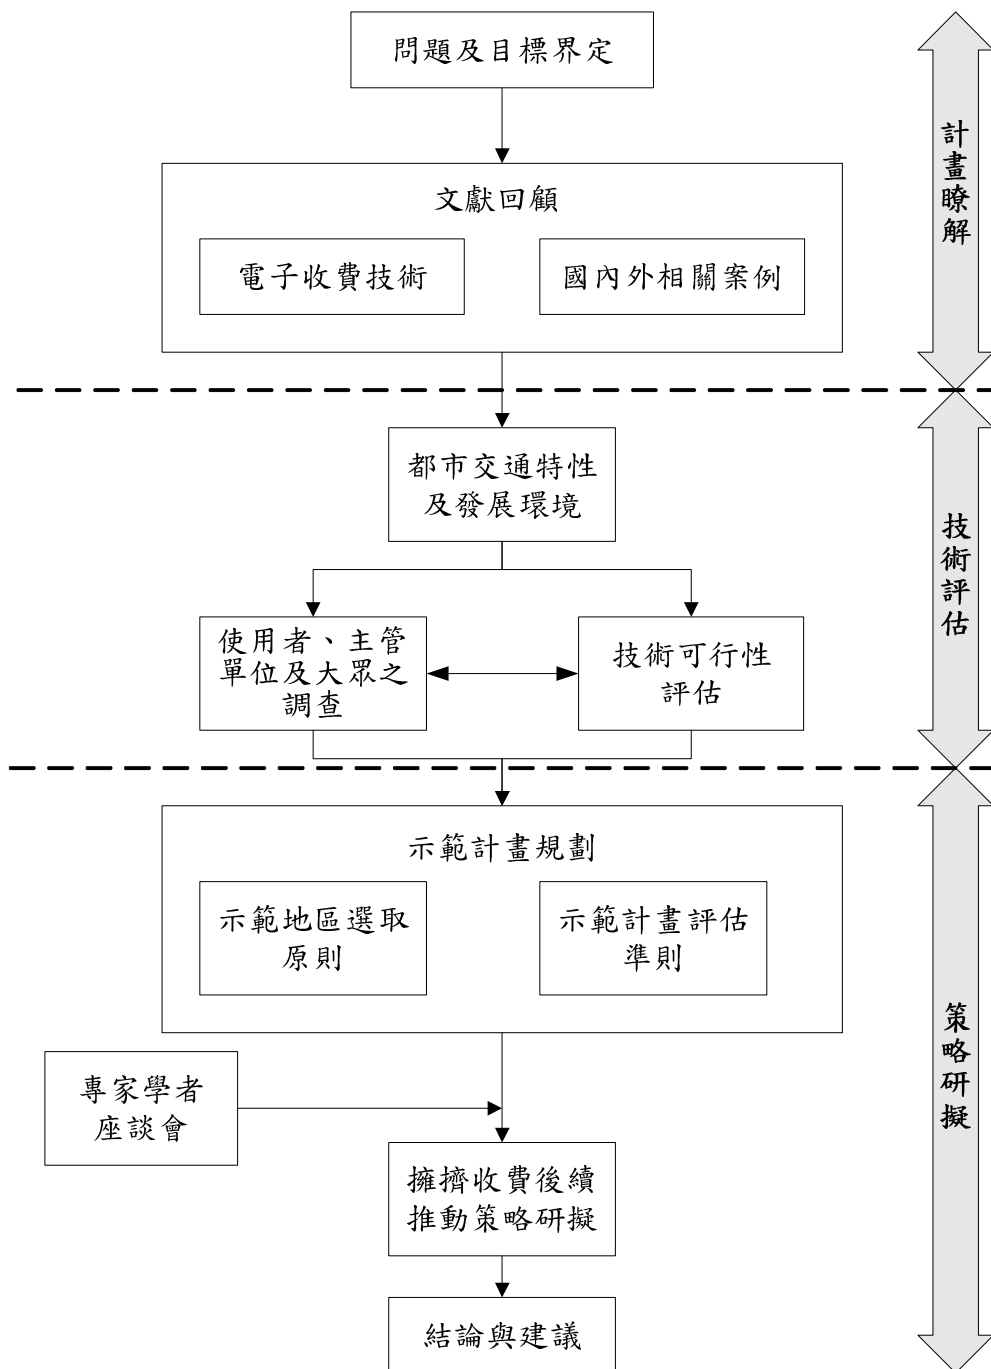 問題及目標界定
文獻回顧
電子收費技術
國內外相關案例
計畫瞭解
都市交通特性
及發展環境
使用者、主管
單位及大眾之
調查
技術可行性
評估
技術評估
示範計畫規劃
示範地區選取
原則
示範計畫評估
準則
專家學者
座談會
擁擠收費後續
推動策略研擬
結論與建議
策略研擬